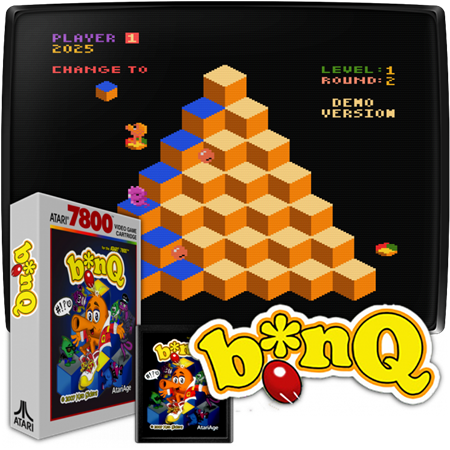 PLAYER 1
2025
CHANGE TO
LEVEL:1
ROUND:2
DEMO
VERSION
ATARI 7800
VIDEO GAME
CARTRIDGE
b*nQ
b*nQ
#!?@
AtariAge
ATARI
#!?@
AtariAge
b*nQ